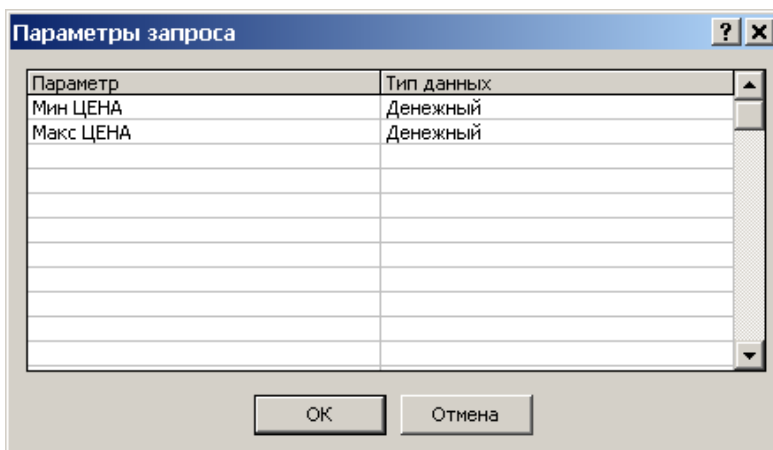 Параметры запроса
Параметр Тип данных
Мин ЦЕНА Денежный
Макс ЦЕНА Денежный
ОК Отмена